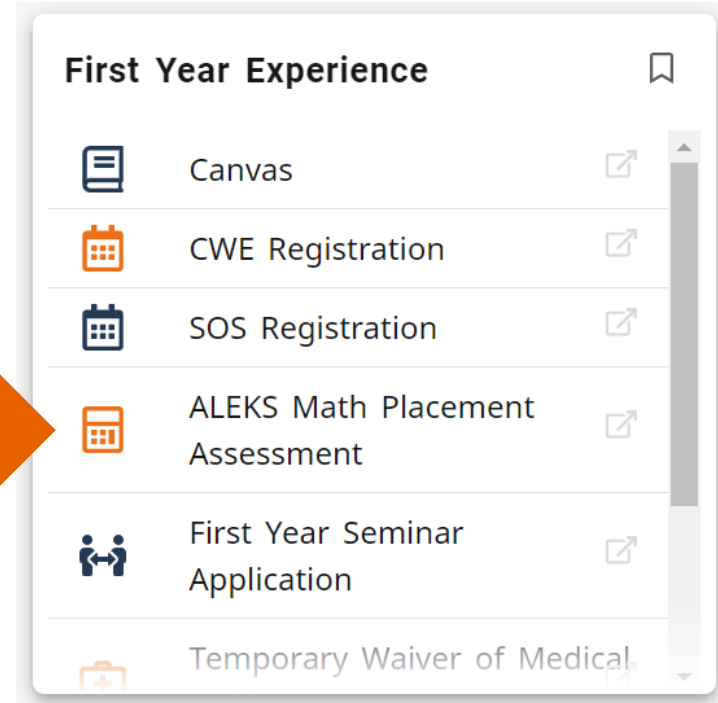 First Year Experience
Canvas
CWE Registration
SOS Registration
ALEKS Math Placement
Assessment
First Year Seminar
Application
Temporary Waiver of Medical